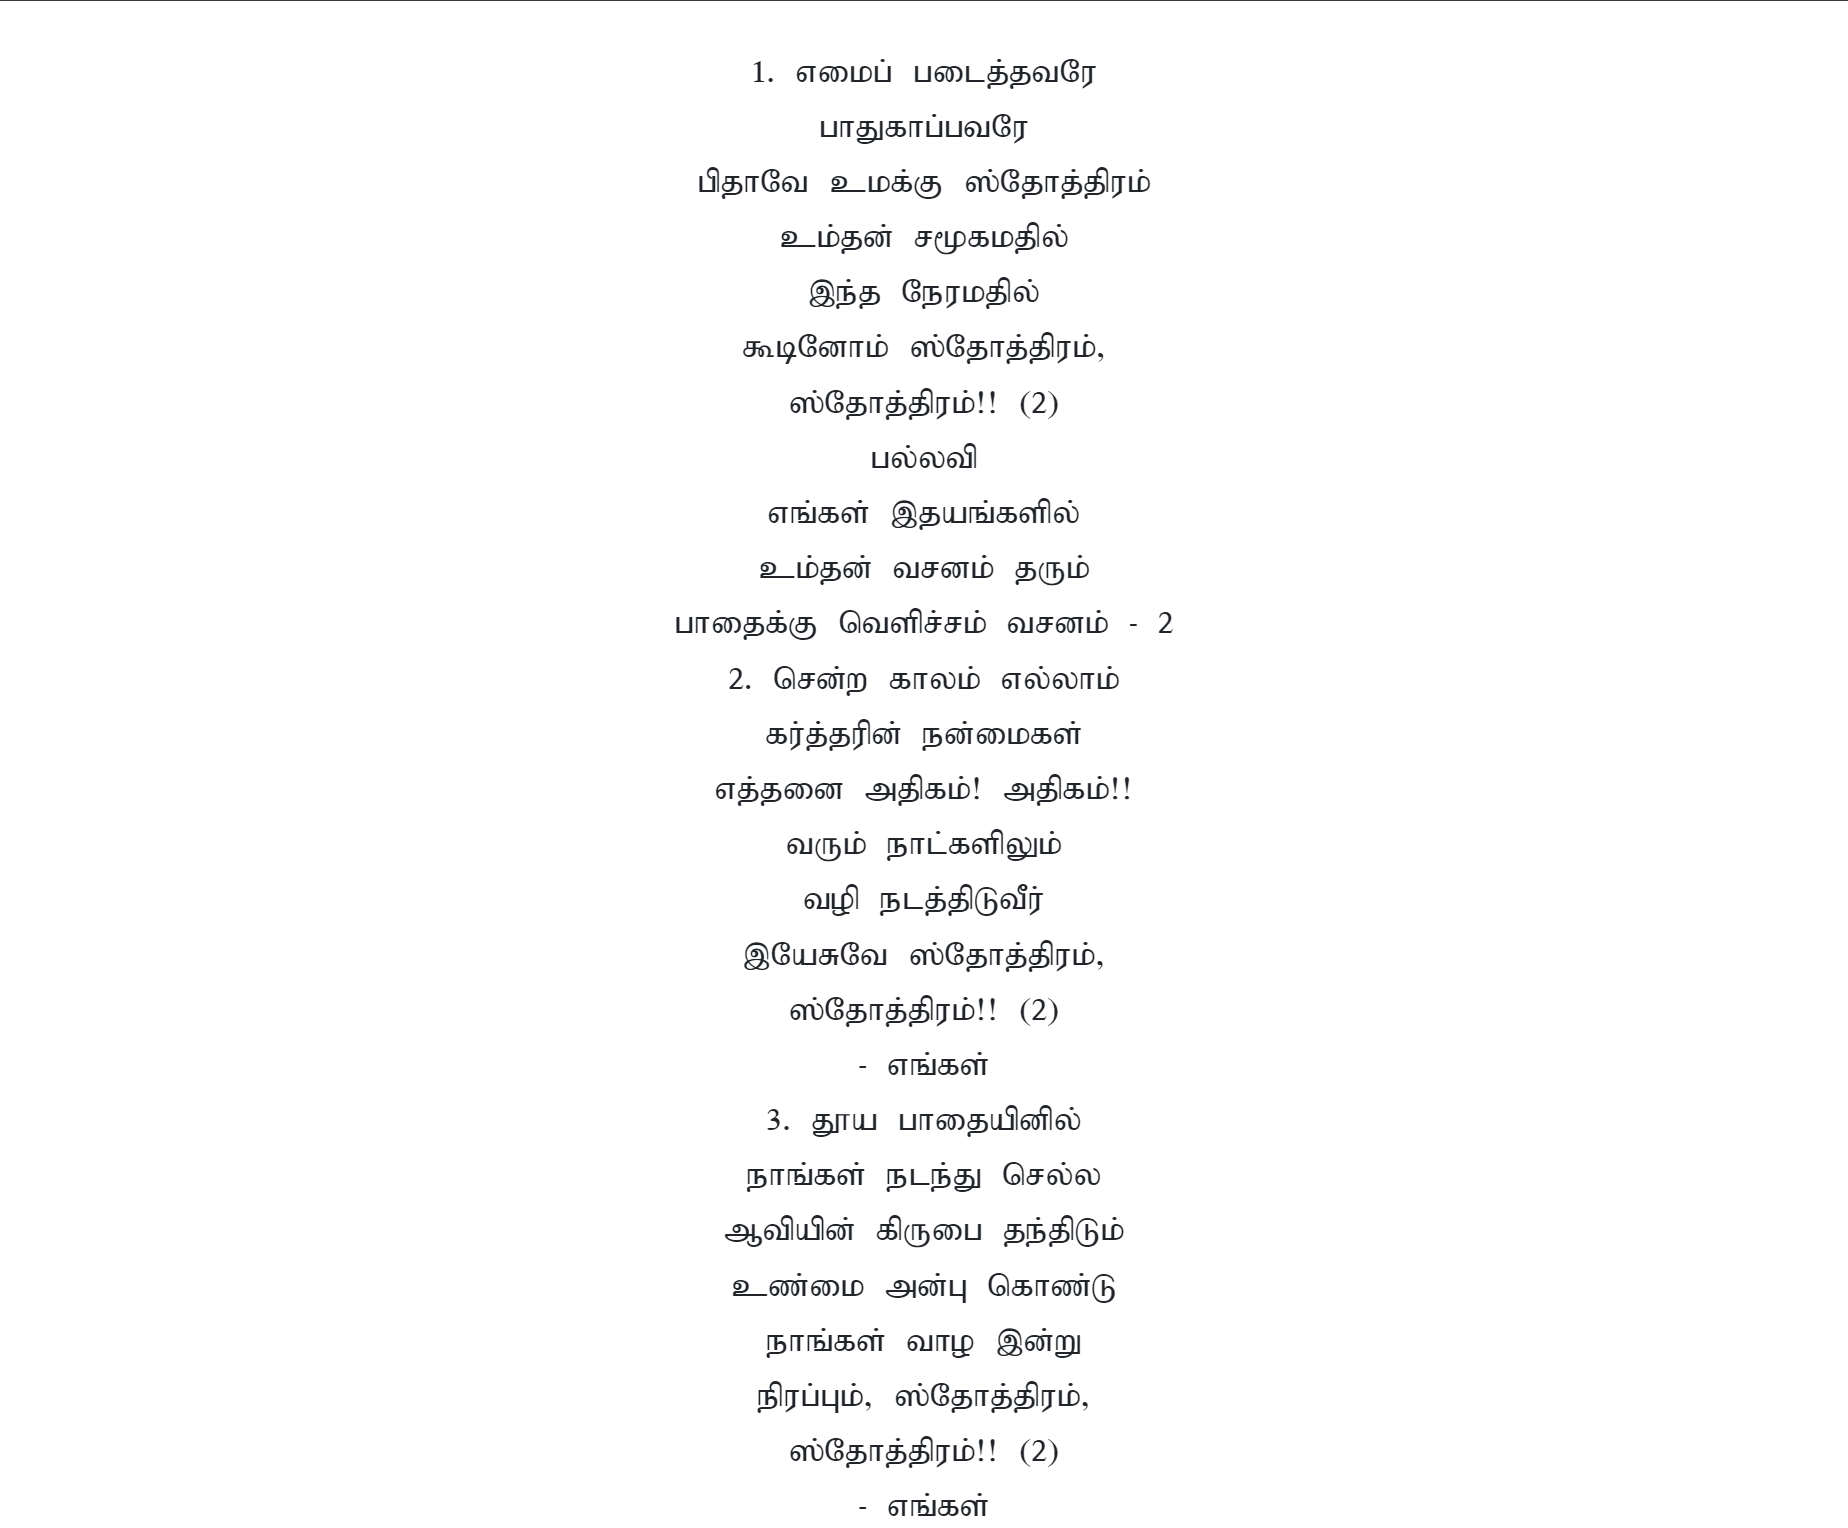 1. எமைப் படைத்தவரே
பாதுகாப்பவரே
பிதாவே உமக்கு ஸ்தோத்திரம்
உம்தன் சமூகமதில்
இந்த நேரமதில்
கூடினோம் ஸ்தோத்திரம்,
ஸ்தோத்திரம்!! (2)
பல்லவி
எங்கள் இதயங்களில்
உம்தன் வசனம் தரும்
பாதைக்கு வெளிச்சம் வசனம் - 2
2. சென்ற காலம் எல்லாம்
கர்த்தரின் நன்மைகள்
எத்தனை அதிகம்! அதிகம்!!
வரும் நாட்களிலும்
வழி நடத்திடுவீர்
இயேசுவே ஸ்தோத்திரம்,
ஸ்தோத்திரம்!! (2)
- எங்கள்
3. தூய பாதையினில்
நாங்கள் நடந்து செல்ல
ஆவியின் கிருபை தந்திடும்
உண்மை அன்பு கொண்டு
நாங்கள் வாழ இன்று
நிரப்பும், ஸ்தோத்திரம்,
ஸ்தோத்திரம்!! (2)
- எங்கள்